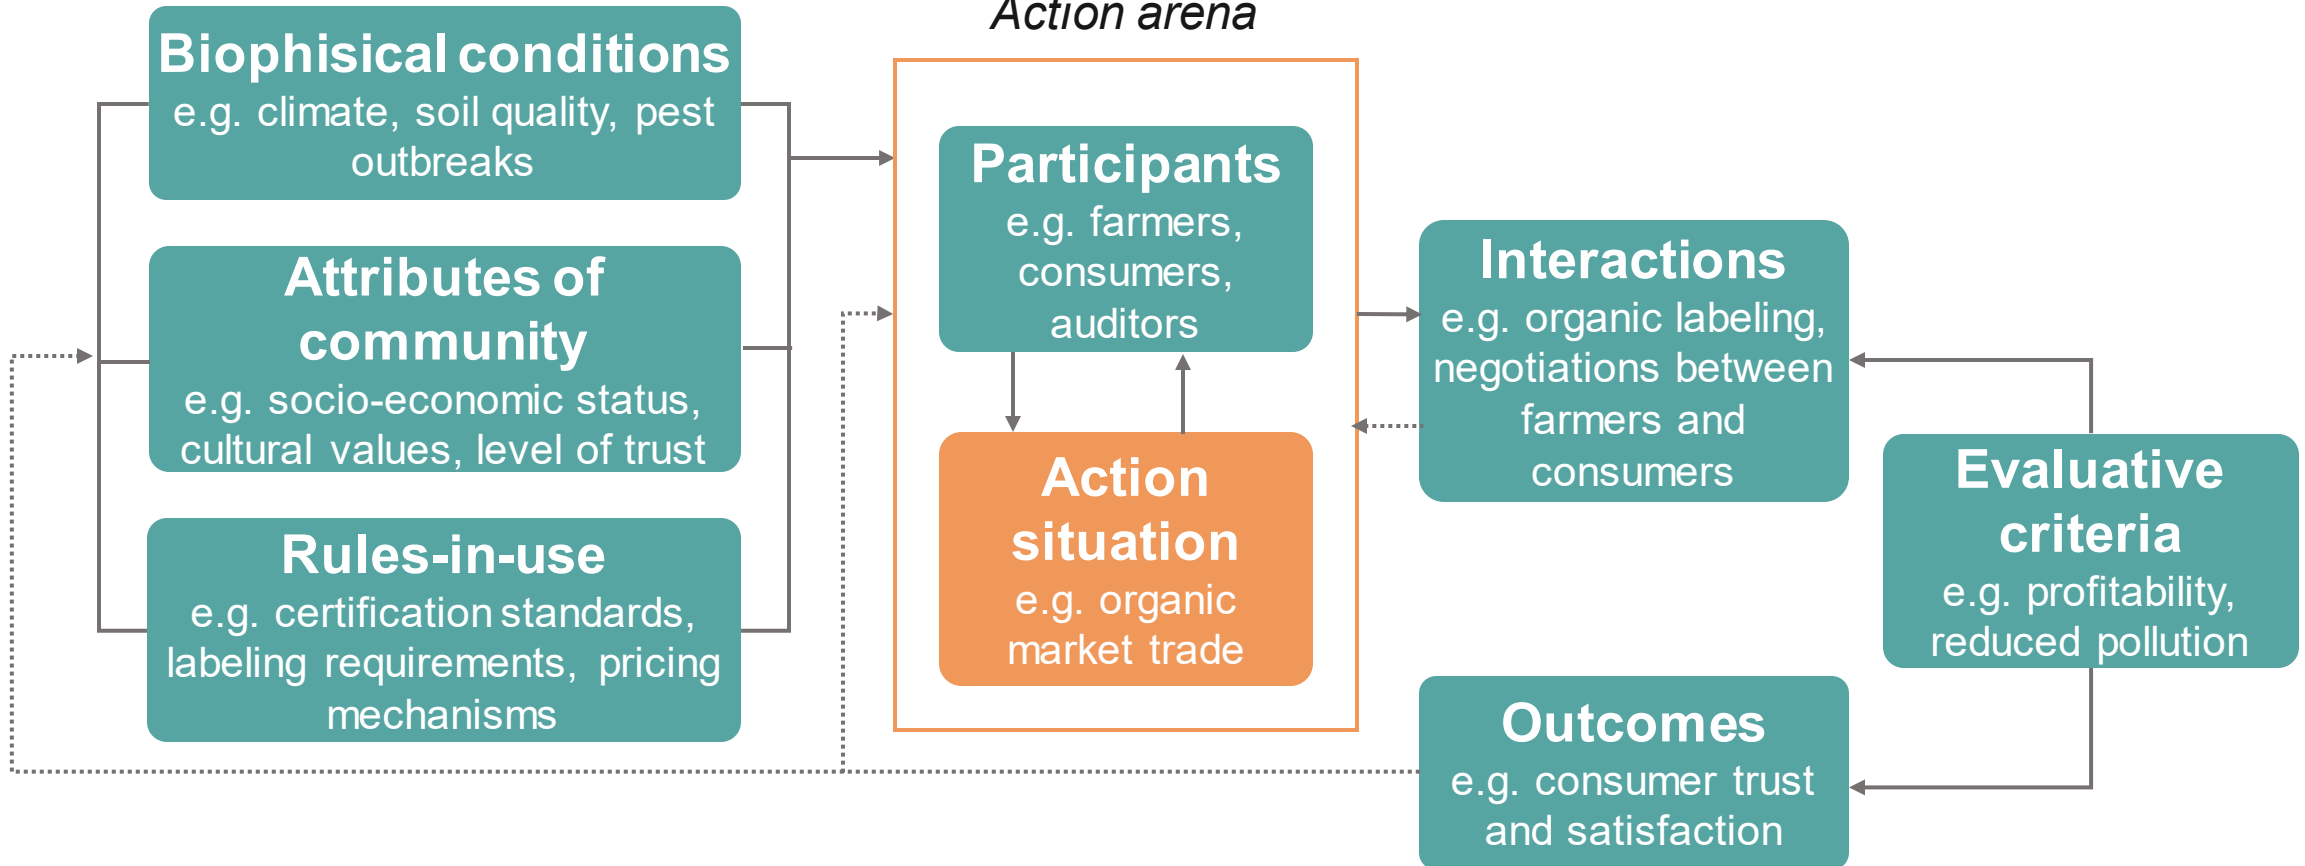 Action arena
Biophisical conditions
e.g. climate, soil quality, pest
outbreaks
Attributes of
community
e.g. socio-economic status,
cultural values, level of trust
Rules-in-use
e.g. certification standards,
labeling requirements, pricing
mechanisms
Participants
e.g. farmers,
consumers,
auditors
Action
situation
e.g. organic
market trade
Interactions
e.g. organic labeling,
negotiations between
farmers and
consumers
Outcomes
e.g. consumer trust
and satisfaction
Evaluative
criteria
e.g. profitability,
reduced pollution